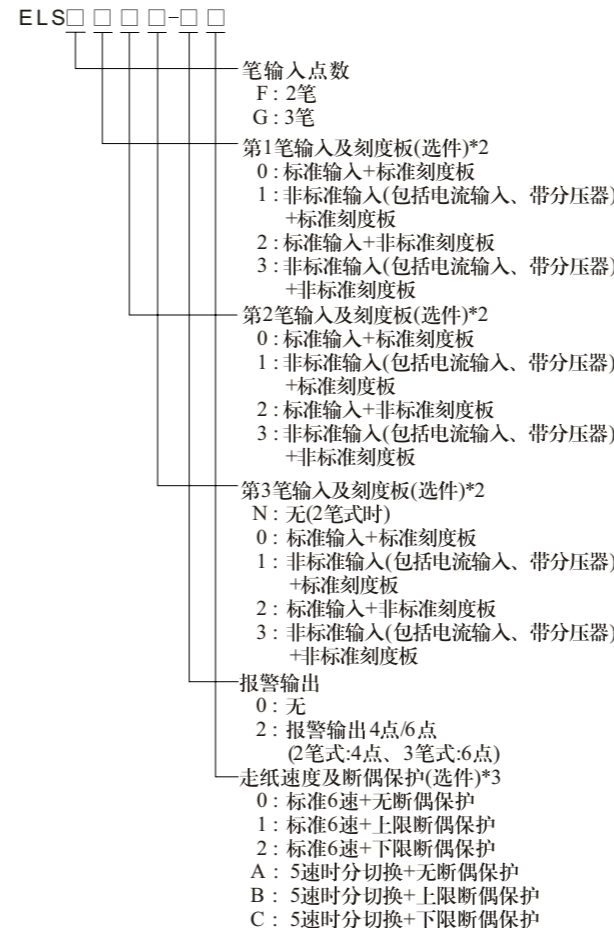 ELS□□□□-□□
笔输入点数
F : 2笔
G : 3笔
第1笔输入及刻度板(选件)*2
0 : 标准输入+标准刻度板
1 : 非标准输入(包括电流输入、带分压器)
+标准刻度板
2 : 标准输入+非标准刻度板
3 : 非标准输入(包括电流输入、带分压器)
+非标准刻度板
第2笔输入及刻度板(选件)*2
0 : 标准输入+标准刻度板
1 : 非标准输入(包括电流输入、带分压器)
+标准刻度板
2 : 标准输入+非标准刻度板
3 : 非标准输入(包括电流输入、带分压器)
+非标准刻度板
第3笔输入及刻度板(选件)*2
N : 无(2笔式时)
0 : 标准输入+标准刻度板
1 : 非标准输入(包括电流输入、带分压器)
+标准刻度板
2 : 标准输入+非标准刻度板
3 : 非标准输入(包括电流输入、带分压器)
+非标准刻度板
报警输出
0 : 无
2 : 报警输出4点/6点
(2笔式:4点、3笔式:6点)
走纸速度及断偶保护(选件)*3
0 : 标准6速+无断偶保护
1 : 标准6速+上限断偶保护
2 : 标准6速+下限断偶保护
A : 5速时分切换+无断偶保护
B : 5速时分切换+上限断偶保护
C : 5速时分切换+下限断偶保护